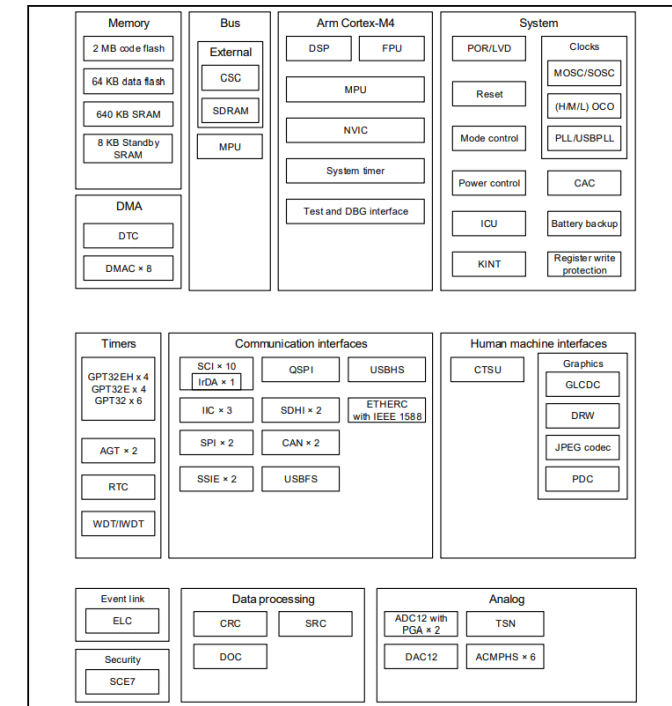 Memory
2 MB code flash
64 KB data flash
640 KB SRAM
8 KB Standby
SRAM
DMA
DTC
DMAC × 8
Bus
External
CSC
SDRAM
MPU
Arm Cortex-M4
DSP
FPU
MPU
NVIC
System timer
Test and DBG interface
System
POR/LVD
Reset
Mode control
Power control
ICU
KINT
Clocks
MOSC/SOSC
(H/M/L) OCO
PLL/USBPLL
CAC
Battery backup
Register write
protection
Timers
GPT32EH x 4
GPT32E x 4
GPT32 x 6
AGT × 2
RTC
WDT/IWDT
Communication interfaces
SCI × 10
IrDA × 1
IIC × 3
SPI × 2
SSIE × 2
QSPI
SDHI × 2
CAN × 2
USBFS
USBHS
ETHERC
with IEEE 1588
Human machine interfaces
CTSU
Graphics
GLCDC
DRW
JPEG codec
PDC
Event link
ELC
Security
SCE7
Data processing
CRC
SRC
DOC
Analog
ADC12 with
PGA × 2
TSN
DAC12
ACMPHS × 6